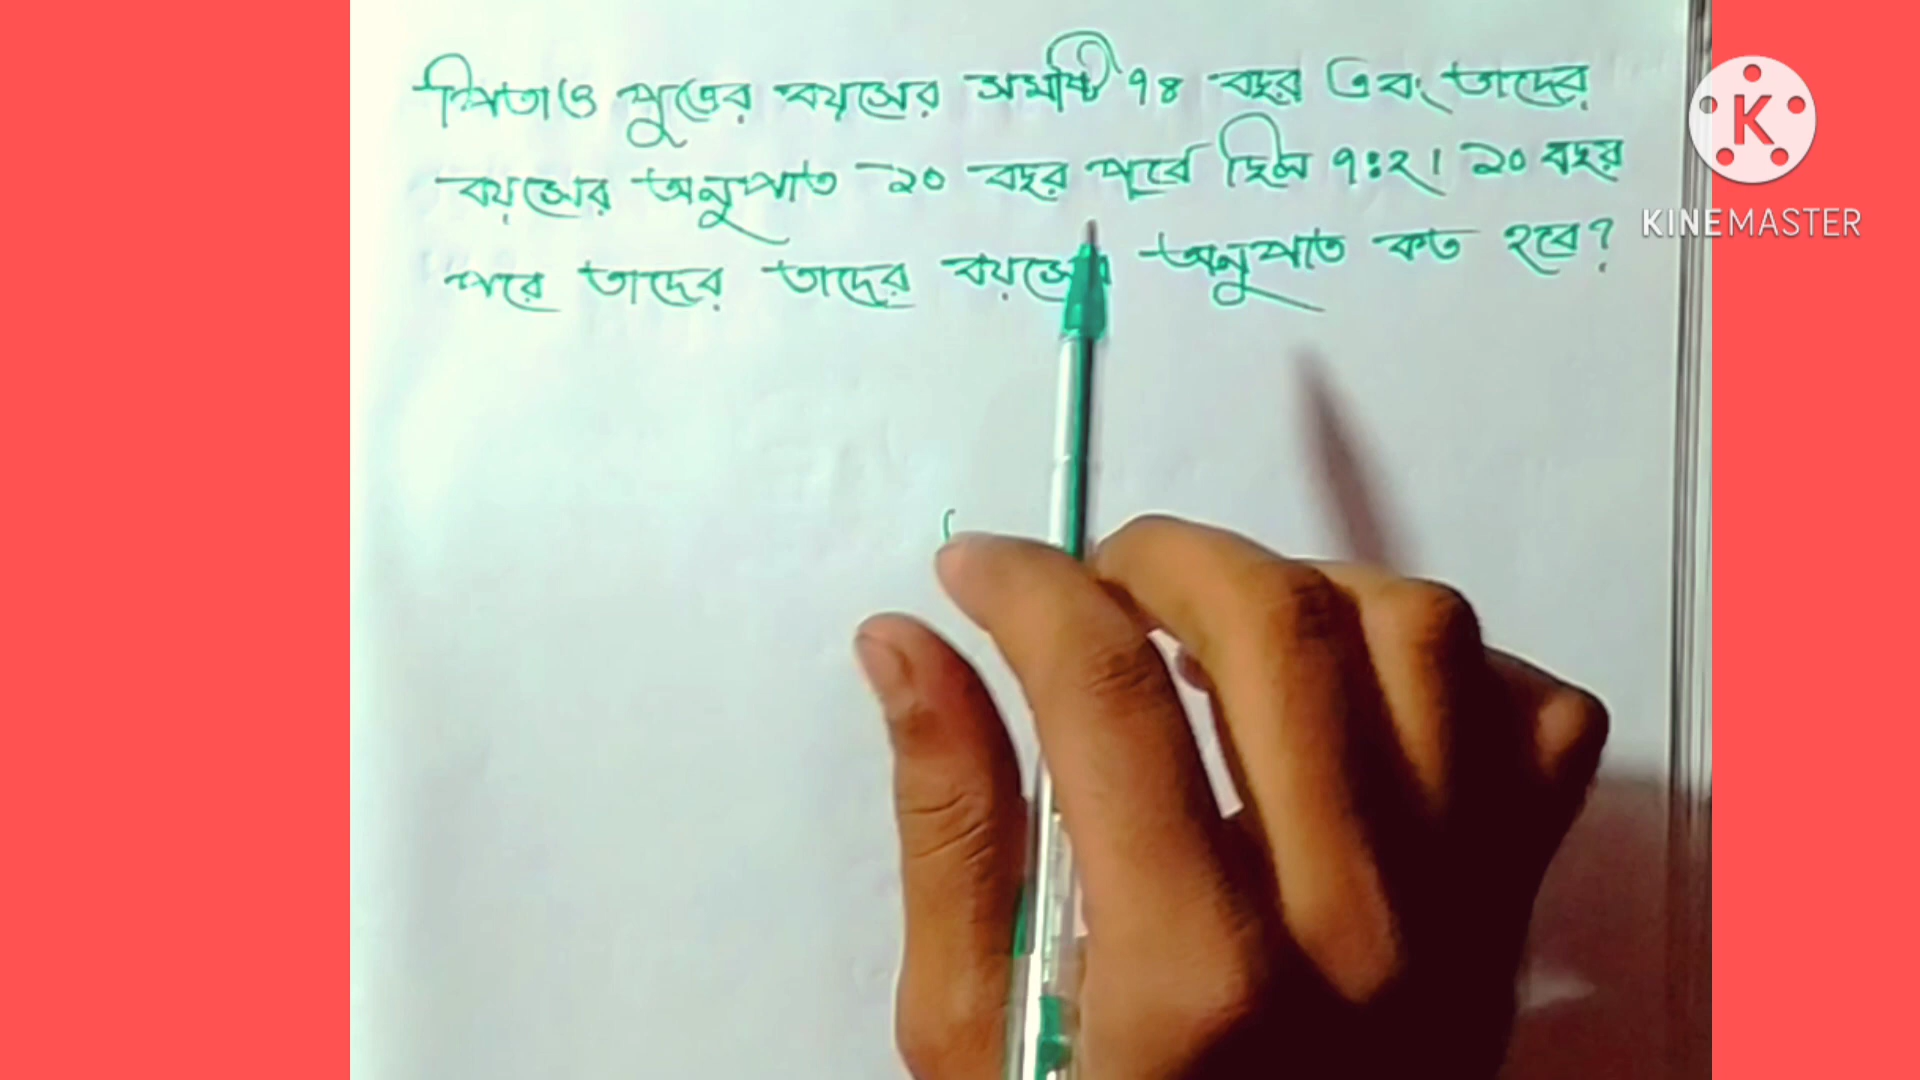 পিতা ও পুত্রের বয়সের সমষ্টি ৭৪ বছর এবং তাদের
বয়সের অনুপাত ১০ বছর পূর্বে ছিল ৭:২। ১০ বছর
পরে তাদের তাদের বয়সের অনুপাত কত হবে?
K
KINEMASTER